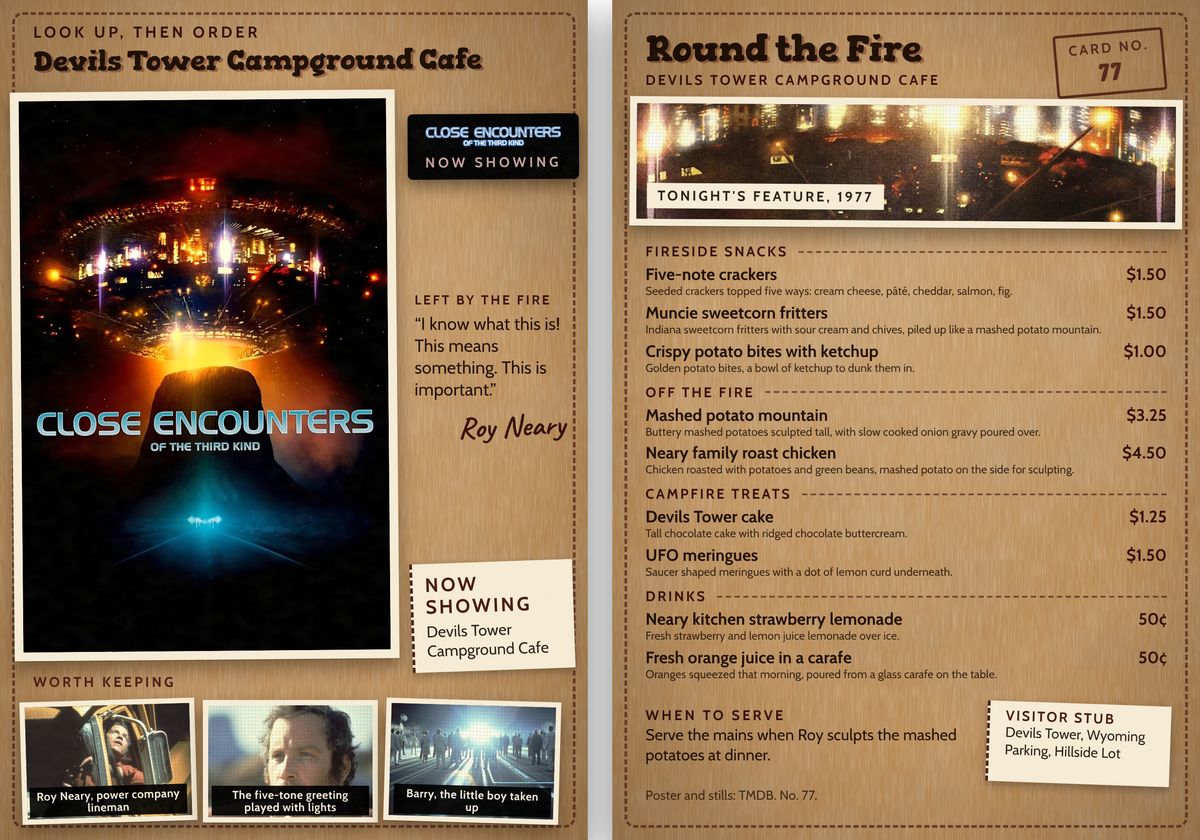 LOOK UP, THEN ORDER
Devils Tower Campground Cafe
CLOSE ENCOUNTERS
OF THE THIRD KIND
CLOSE ENCOUNTERS
OF THE THIRD KIND
NOW SHOWING
LEFT BY THE FIRE
“I know what this is!
This means
something. This is
important.”
Roy Neary
NOW
SHOWING
Devils Tower
Campground Cafe
WORTH KEEPING
Roy Neary, power company
lineman
The five-tone greeting
played with lights
Barry, the little boy taken
up
Round the Fire
DEVILS TOWER CAMPGROUND CAFE
CARD NO.
77
TONIGHT'S FEATURE, 1977
FIRESIDE SNACKS
Five-note crackers $1.50
Seeded crackers topped five ways: cream cheese, pâté, cheddar, salmon, fig.
Muncie sweetcorn fritters $1.50
Indiana sweetcorn fritters with sour cream and chives, piled up like a mashed potato mountain.
Crispy potato bites with ketchup $1.00
Golden potato bites, a bowl of ketchup to dunk them in.
OFF THE FIRE
Mashed potato mountain $3.25
Buttery mashed potatoes sculpted tall, with slow cooked onion gravy poured over.
Neary family roast chicken $4.50
Chicken roasted with potatoes and green beans, mashed potato on the side for sculpting.
CAMPFIRE TREATS
Devils Tower cake $1.25
Tall chocolate cake with ridged chocolate buttercream.
UFO meringues $1.50
Saucer shaped meringues with a dot of lemon curd underneath.
DRINKS
Neary kitchen strawberry lemonade 50¢
Fresh strawberry and lemon juice lemonade over ice.
Fresh orange juice in a carafe 50¢
Oranges squeezed that morning, poured from a glass carafe on the table.
WHEN TO SERVE
Serve the mains when Roy sculpts the mashed
potatoes at dinner.
VISITOR STUB
Devils Tower, Wyoming
Parking, Hillside Lot
Poster and stills: TMDB. No. 77.